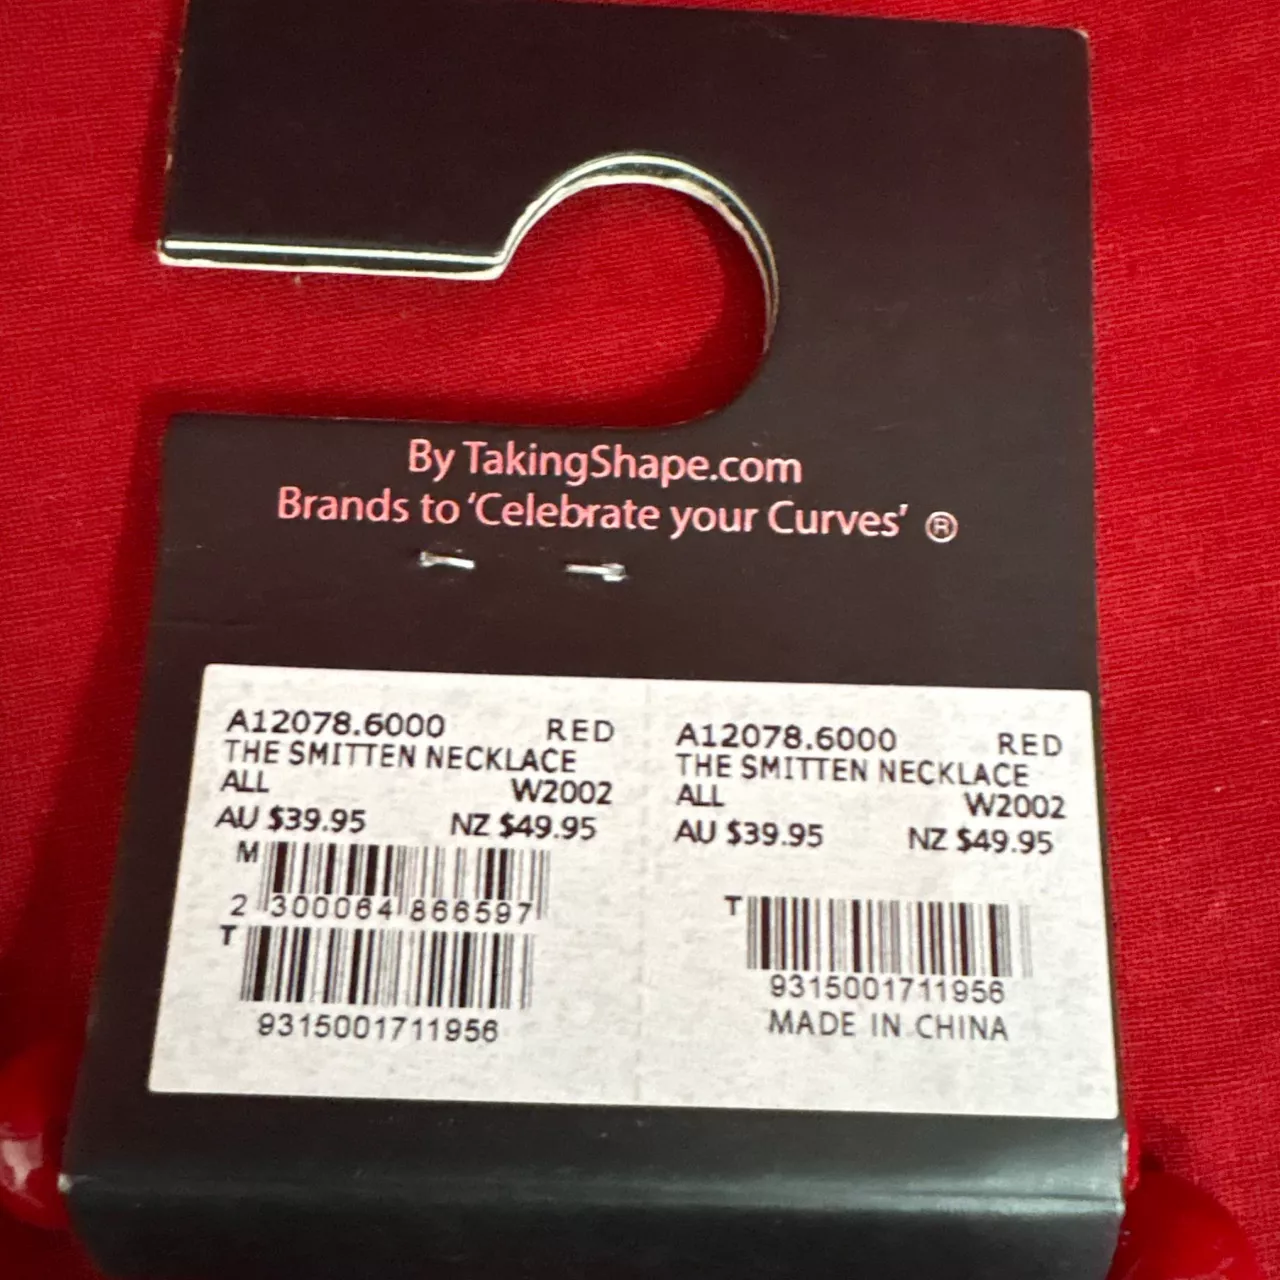 By TakingShape.com
Brands to 'Celebrate your Curves' ®
A12078.6000 RED
THE SMITTEN NECKLACE
ALL W2002
AU $39.95 NZ $49.95
M
2 300064 866597
T
9315001711956
A12078.6000 RED
THE SMITTEN NECKLACE
ALL W2002
AU $39.95 NZ $49.95
T
9315001711956
MADE IN CHINA